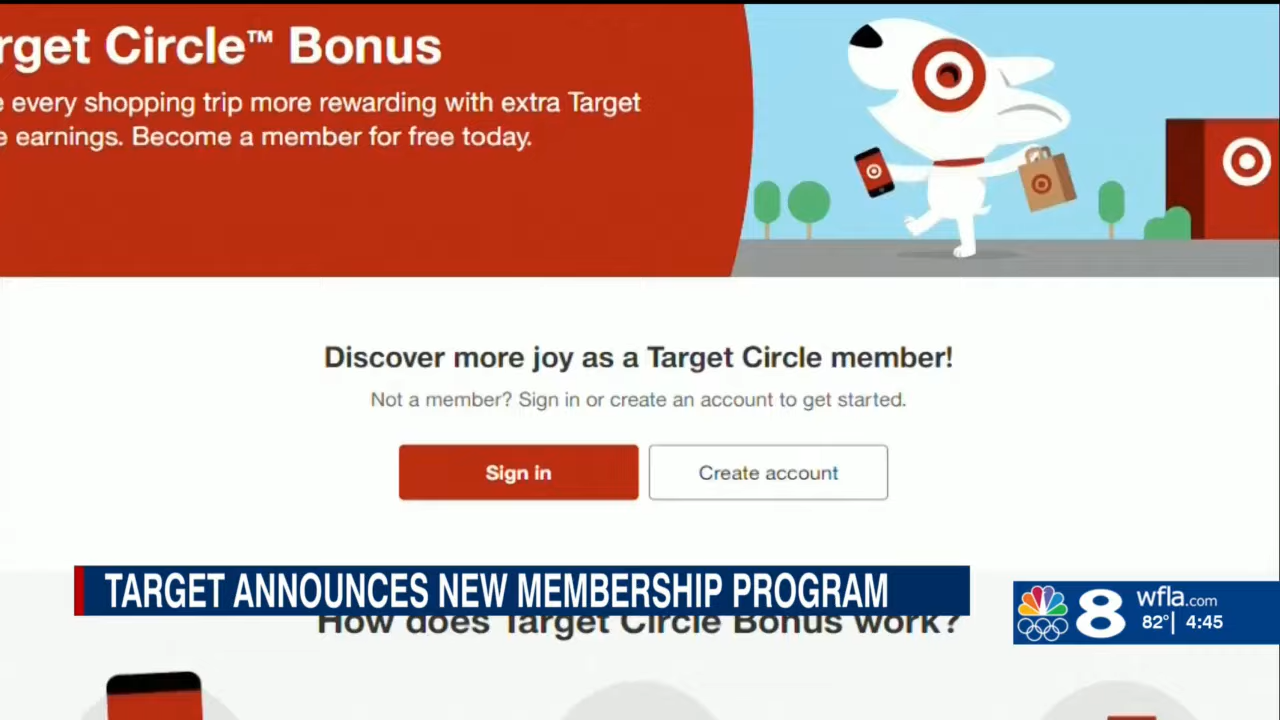 rget Circle™ Bonus
e every shopping trip more rewarding with extra Target
e earnings. Become a member for free today.
Discover more joy as a Target Circle member!
Not a member? Sign in or create an account to get started.
Sign in
Create account
TARGET ANNOUNCES NEW MEMBERSHIP PROGRAM
How does Target Circle Bonus work?
8
wfla.com
82° | 4:45